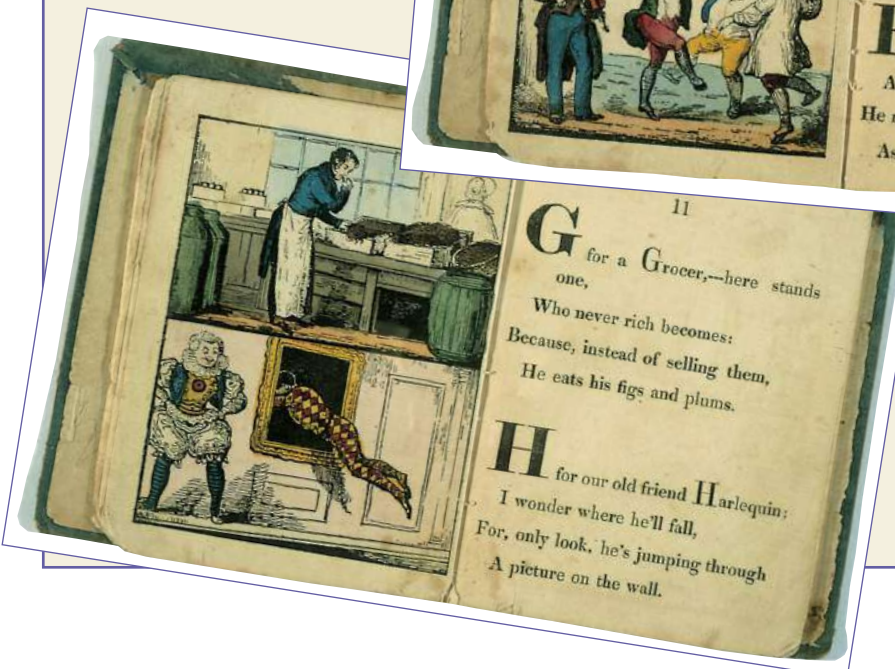 A
He
As
11
G for a Grocer,---here stands
one,
Who never rich becomes:
Because, instead of selling them,
He eats his figs and plums.
H for our old friend Harlequin;
I wonder where he'll fall,
For, only look, he's jumping through
A picture on the wall.